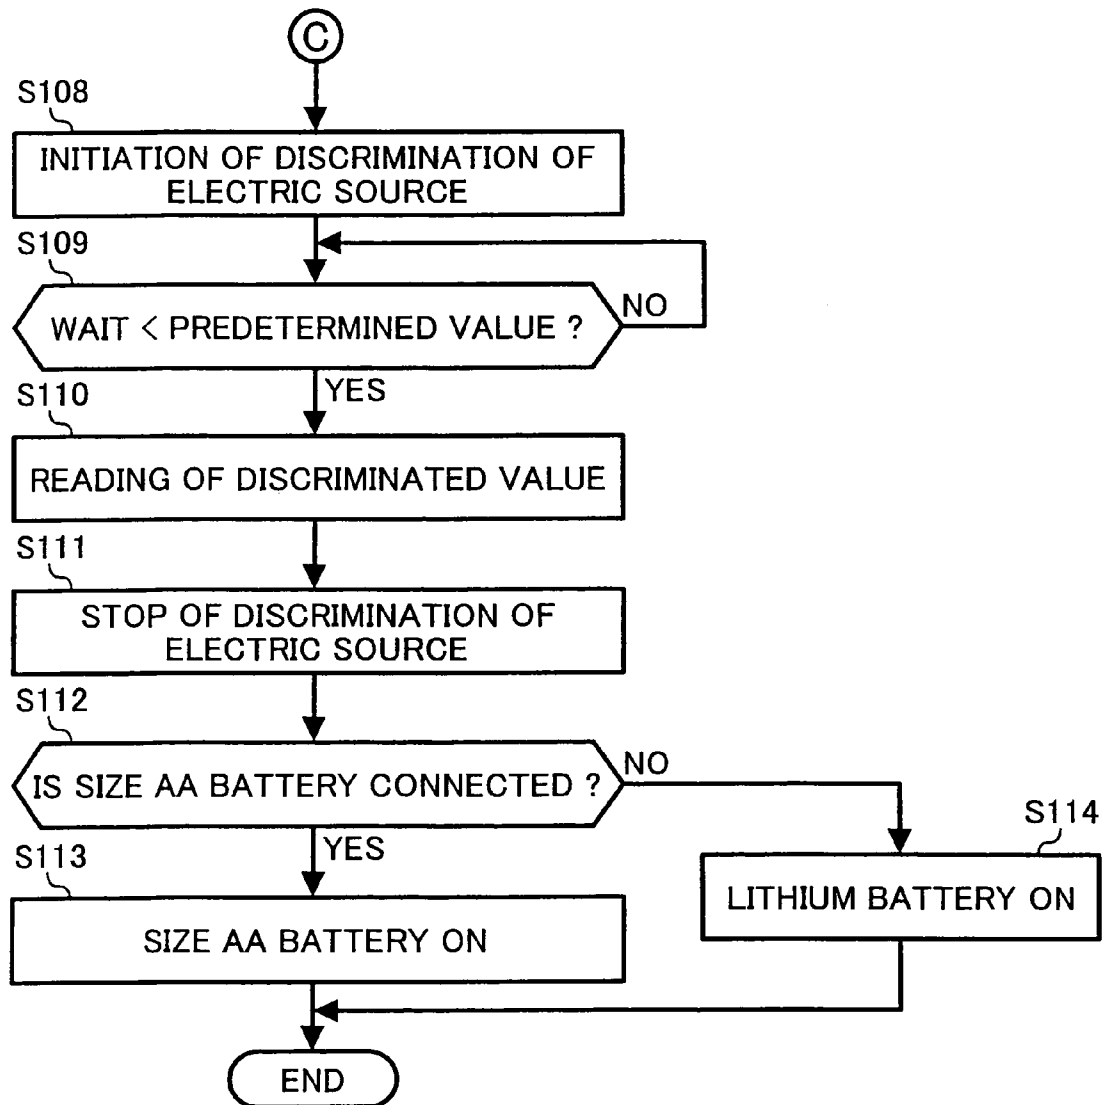 C
S108
INITIATION OF DISCRIMINATION OF
ELECTRIC SOURCE
S109
WAIT < PREDETERMINED VALUE ?
NO
YES
S110
READING OF DISCRIMINATED VALUE
S111
STOP OF DISCRIMINATION OF
ELECTRIC SOURCE
S112
IS SIZE AA BATTERY CONNECTED ?
NO
YES
S113
SIZE AA BATTERY ON
S114
LITHIUM BATTERY ON
END